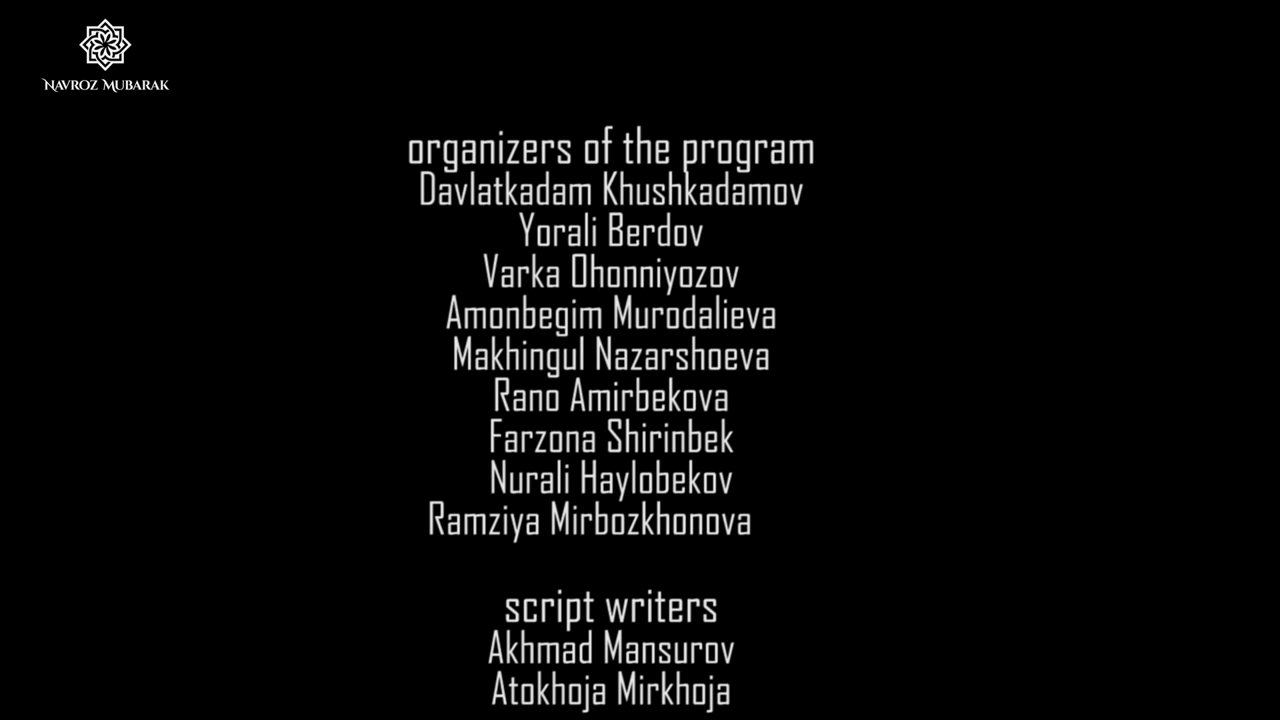 NAVROZ MUBARAK
organizers of the program
Davlatkadam Khushkadamov
Yorali Berdov
Varka Ohonniyozov
Amonbegim Murodalieva
Makhingul Nazarshoeva
Rano Amirbekova
Farzona Shirinbek
Nurali Haylobekov
Ramziya Mirbozkhonova
script writers
Akhmad Mansurov
Atokhoja Mirkhoja